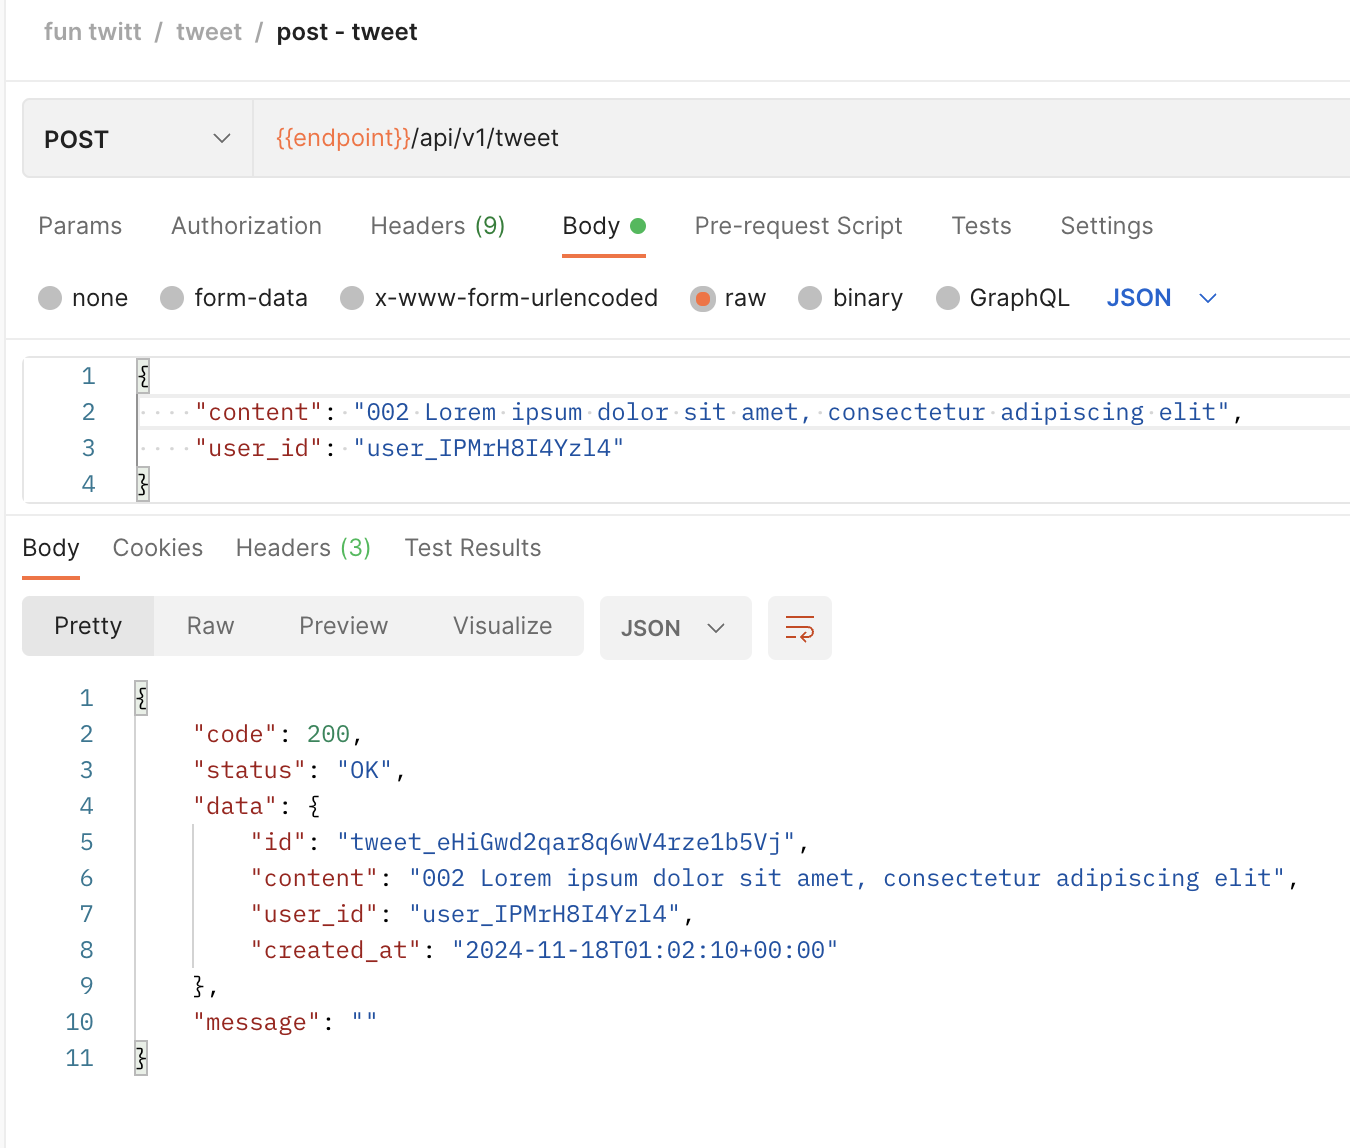 fun twitt / tweet / post - tweet
POST {{endpoint}}/api/v1/tweet
Params Authorization Headers (9) Body Pre-request Script Tests Settings
none form-data x-www-form-urlencoded raw binary GraphQL JSON
1 {
2 "content": "002 Lorem ipsum dolor sit amet, consectetur adipiscing elit",
3 "user_id": "user_IPMrH8I4Yzl4"
4 }
Body Cookies Headers (3) Test Results
Pretty Raw Preview Visualize JSON
1 {
2 "code": 200,
3 "status": "OK",
4 "data": {
5 "id": "tweet_eHiGwd2qar8q6wV4rze1b5Vj",
6 "content": "002 Lorem ipsum dolor sit amet, consectetur adipiscing elit",
7 "user_id": "user_IPMrH8I4Yzl4",
8 "created_at": "2024-11-18T01:02:10+00:00"
9 },
10 "message": ""
11 }